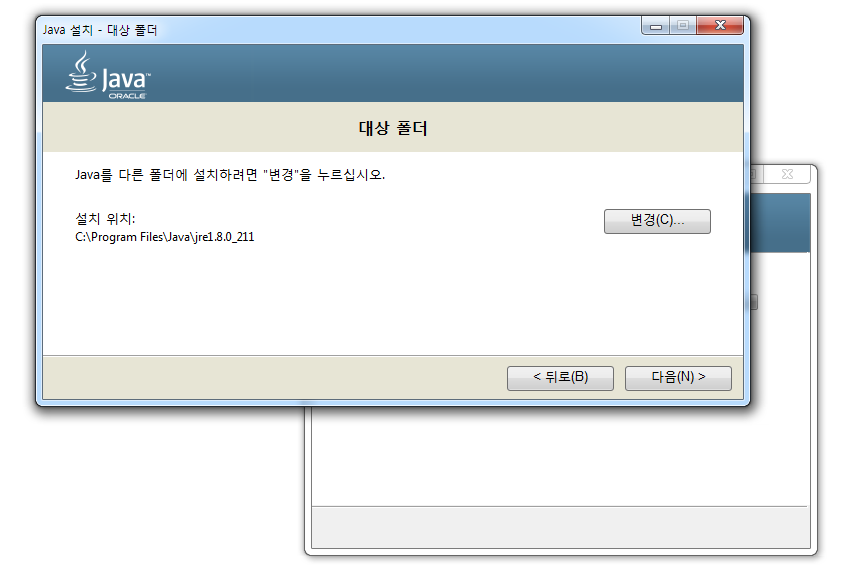 Java 설치 - 대상 폴더
Java™
ORACLE
대상 폴더
Java를 다른 폴더에 설치하려면 "변경"을 누르십시오.
설치 위치:
C:\Program Files\Java\jre1.8.0_211
변경(C)...
< 뒤로(B)
다음(N) >